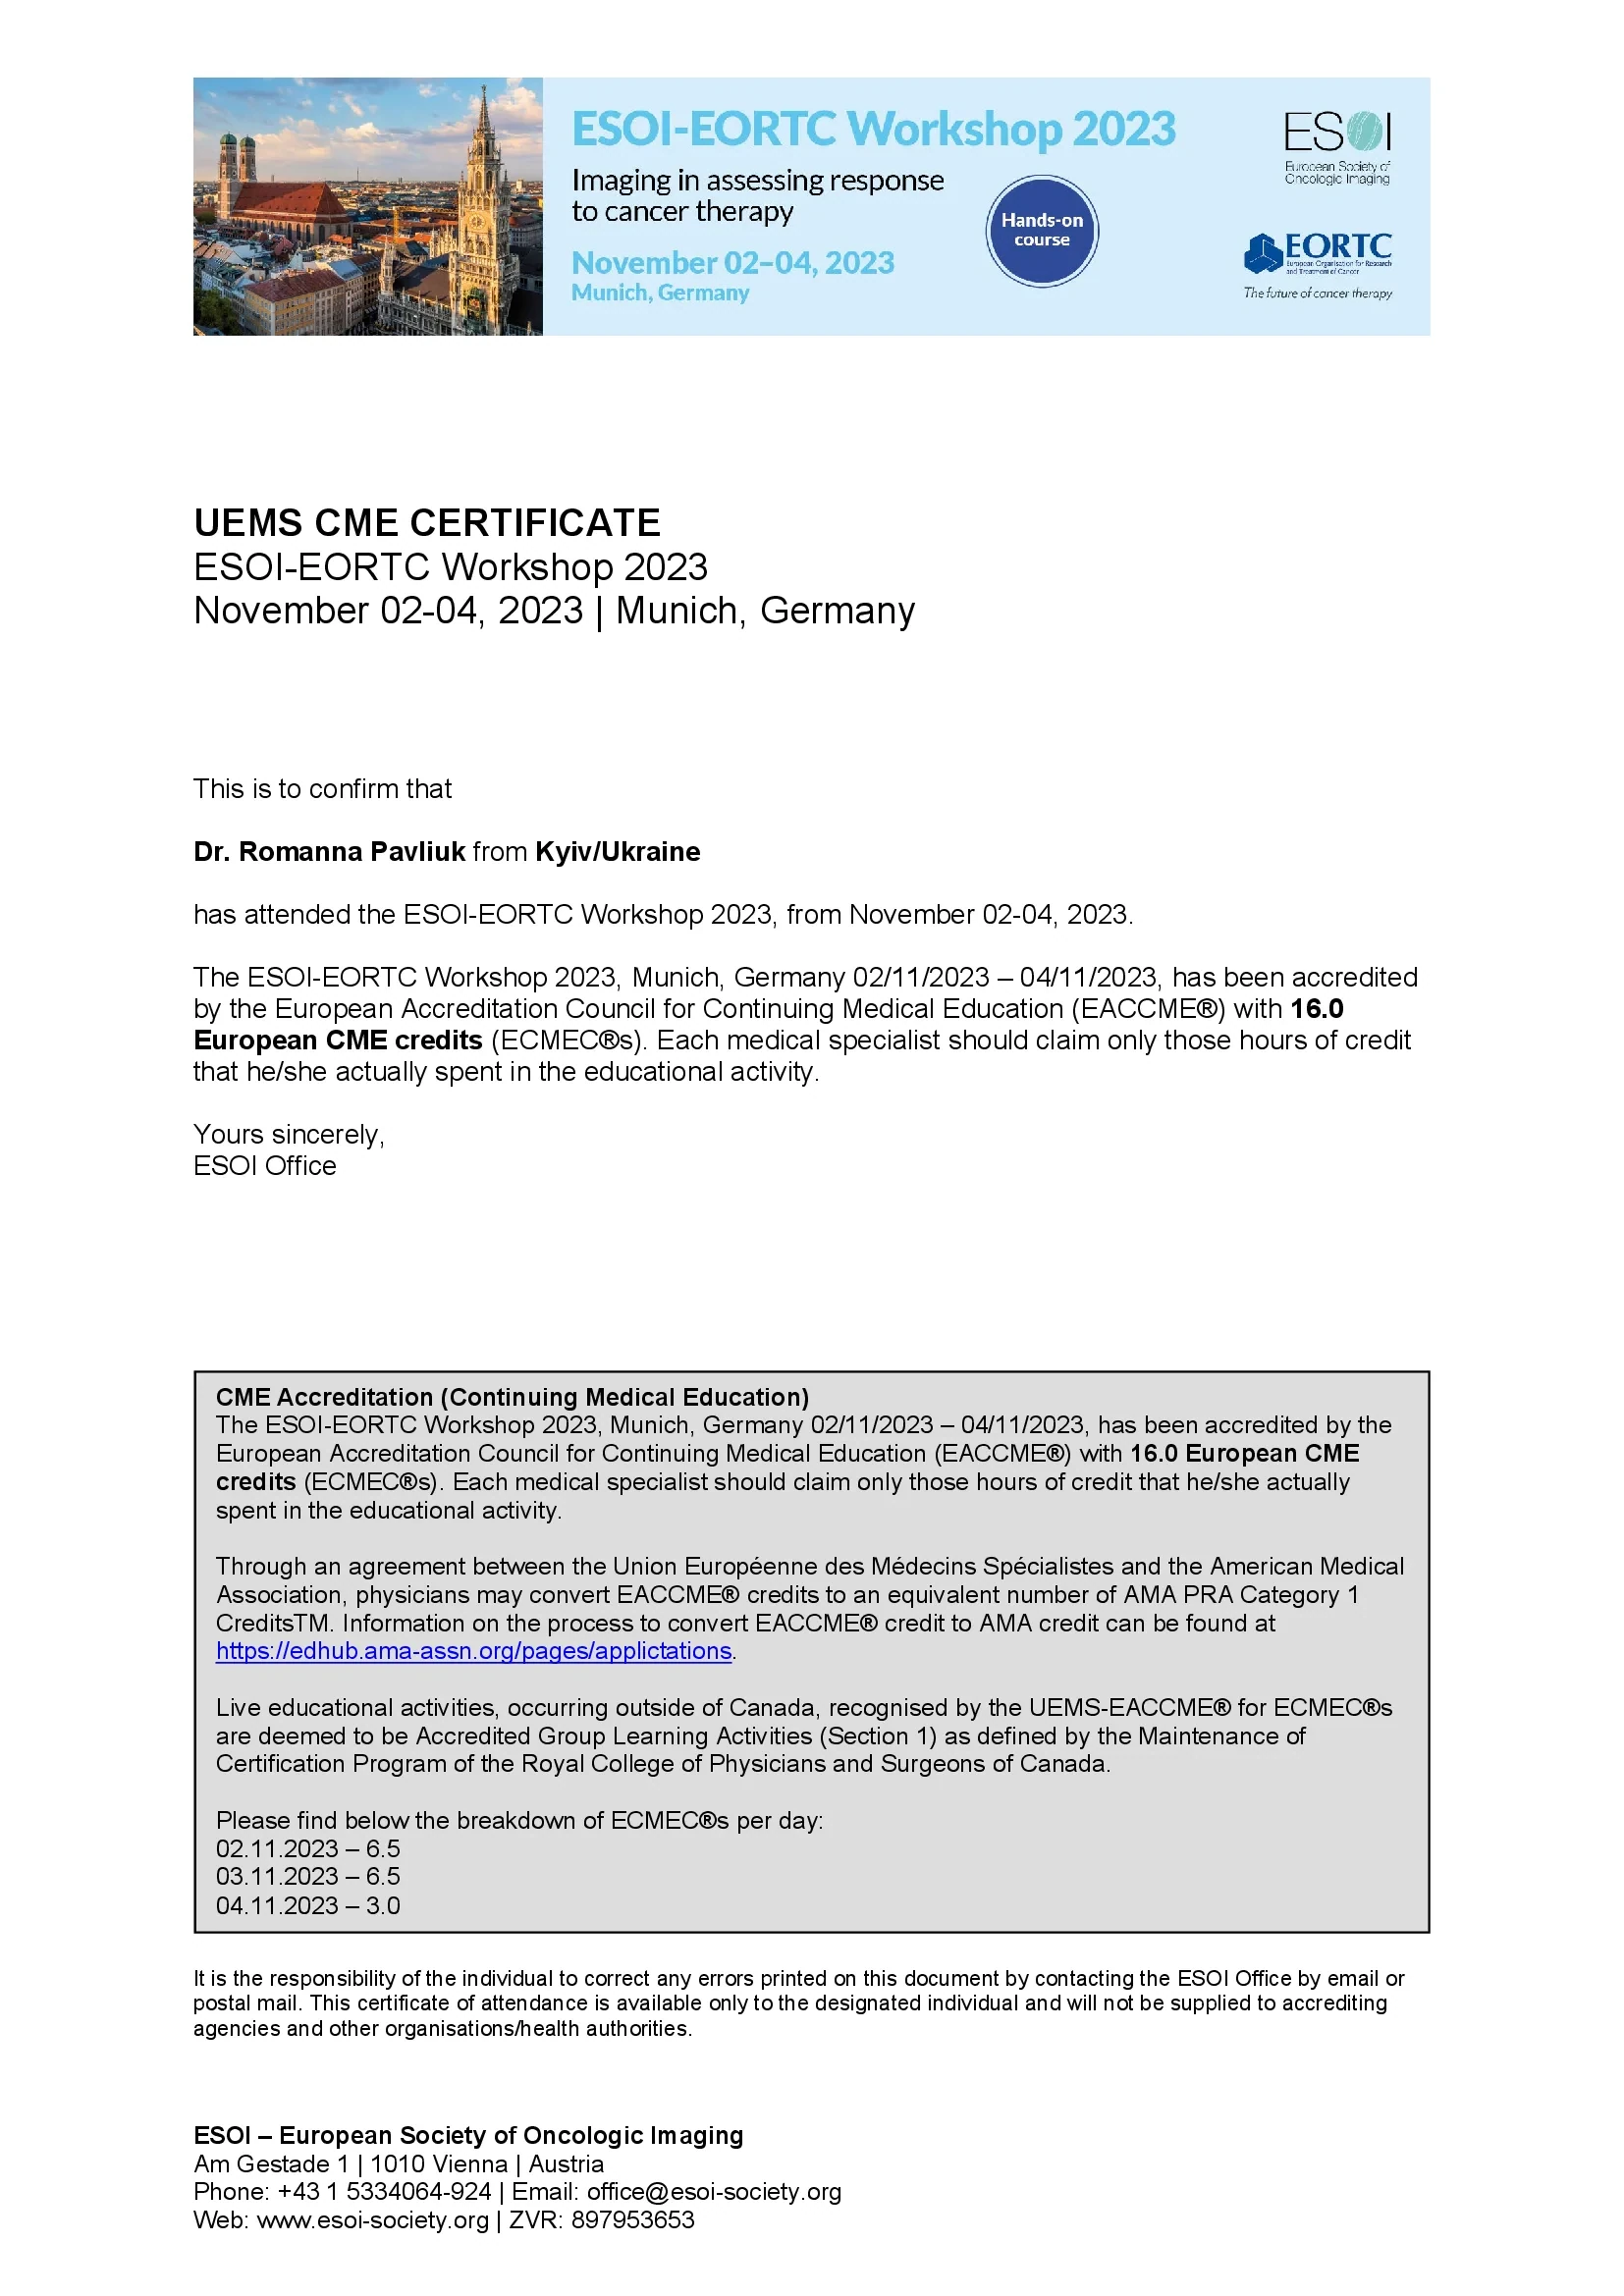 ESOI-EORTC Workshop 2023
Imaging in assessing response
to cancer therapy
November 02–04, 2023
Munich, Germany
Hands-on
course
ESOI
European Society of
Oncologic Imaging
EORTC
European Organisation for Research
and Treatment of Cancer
The future of cancer therapy
UEMS CME CERTIFICATE
ESOI-EORTC Workshop 2023
November 02-04, 2023 | Munich, Germany
This is to confirm that
Dr. Romanna Pavliuk from Kyiv/Ukraine
has attended the ESOI-EORTC Workshop 2023, from November 02-04, 2023.
The ESOI-EORTC Workshop 2023, Munich, Germany 02/11/2023 – 04/11/2023, has been accredited
by the European Accreditation Council for Continuing Medical Education (EACCME®) with 16.0
European CME credits (ECMEC®s). Each medical specialist should claim only those hours of credit
that he/she actually spent in the educational activity.
Yours sincerely,
ESOI Office
CME Accreditation (Continuing Medical Education)
The ESOI-EORTC Workshop 2023, Munich, Germany 02/11/2023 – 04/11/2023, has been accredited by the
European Accreditation Council for Continuing Medical Education (EACCME®) with 16.0 European CME
credits (ECMEC®s). Each medical specialist should claim only those hours of credit that he/she actually
spent in the educational activity.
Through an agreement between the Union Européenne des Médecins Spécialistes and the American Medical
Association, physicians may convert EACCME® credits to an equivalent number of AMA PRA Category 1
CreditsTM. Information on the process to convert EACCME® credit to AMA credit can be found at
https://edhub.ama-assn.org/pages/applictations.
Live educational activities, occurring outside of Canada, recognised by the UEMS-EACCME® for ECMEC®s
are deemed to be Accredited Group Learning Activities (Section 1) as defined by the Maintenance of
Certification Program of the Royal College of Physicians and Surgeons of Canada.
Please find below the breakdown of ECMEC®s per day:
02.11.2023 – 6.5
03.11.2023 – 6.5
04.11.2023 – 3.0
It is the responsibility of the individual to correct any errors printed on this document by contacting the ESOI Office by email or
postal mail. This certificate of attendance is available only to the designated individual and will not be supplied to accrediting
agencies and other organisations/health authorities.
ESOI – European Society of Oncologic Imaging
Am Gestade 1 | 1010 Vienna | Austria
Phone: +43 1 5334064-924 | Email: office@esoi-society.org
Web: www.esoi-society.org | ZVR: 897953653